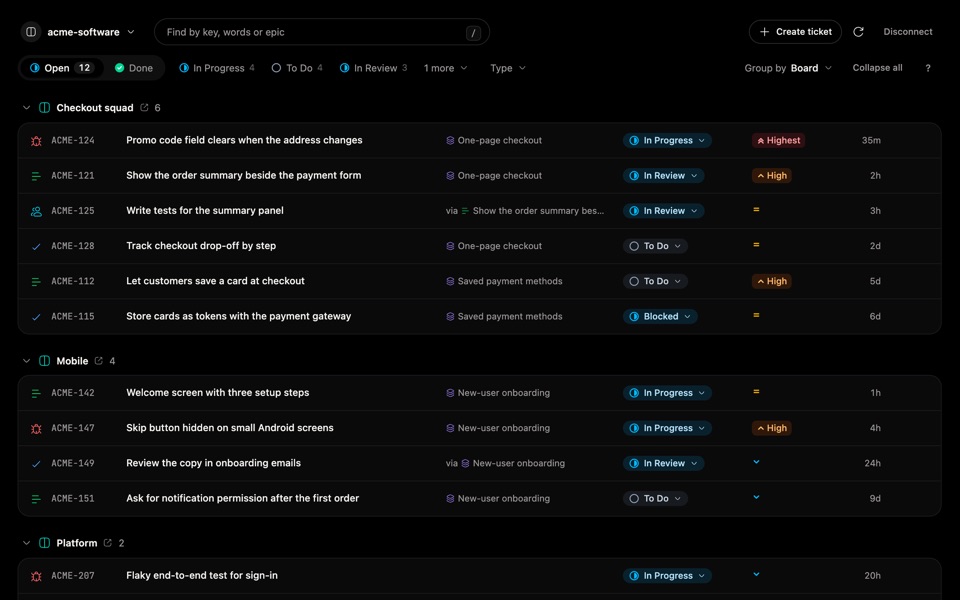 acme-software Find by key, words or epic / + Create ticket Disconnect
Open 12 Done In Progress 4 To Do 4 In Review 3 1 more Type Group by Board Collapse all ?
Checkout squad 6
ACME-124 Promo code field clears when the address changes One-page checkout In Progress Highest 35m
ACME-121 Show the order summary beside the payment form One-page checkout In Review High 2h
ACME-125 Write tests for the summary panel via Show the order summary bes... In Review 3h
ACME-128 Track checkout drop-off by step One-page checkout To Do 2d
ACME-112 Let customers save a card at checkout Saved payment methods To Do High 5d
ACME-115 Store cards as tokens with the payment gateway Saved payment methods Blocked 6d
Mobile 4
ACME-142 Welcome screen with three setup steps New-user onboarding In Progress 1h
ACME-147 Skip button hidden on small Android screens New-user onboarding In Progress High 4h
ACME-149 Review the copy in onboarding emails via New-user onboarding In Review 24h
ACME-151 Ask for notification permission after the first order New-user onboarding To Do 9d
Platform 2
ACME-207 Flaky end-to-end test for sign-in In Progress 20h